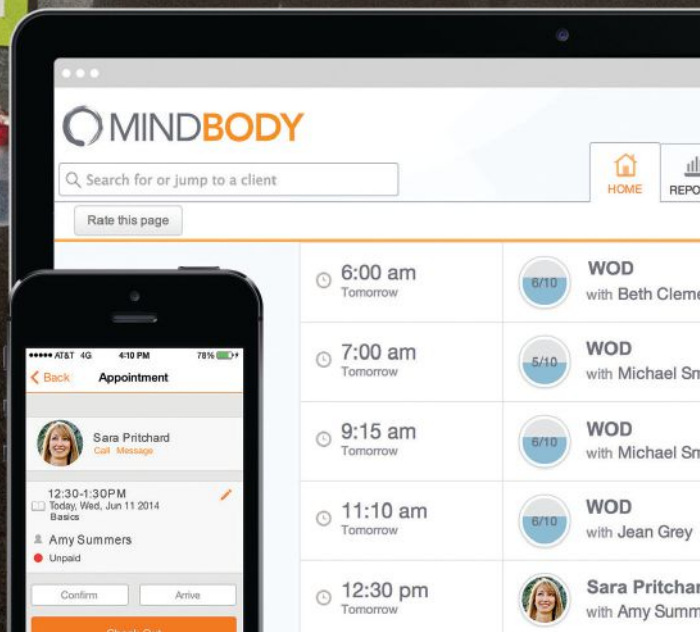 MINDBODY
Search for or jump to a client
HOME
Rate this page
6:00 am
Tomorrow
6/10
WOD
with Beth
7:00 am
Tomorrow
5/10
WOD
with Michael
9:15 am
Tomorrow
6/10
WOD
with Michael
11:10 am
Tomorrow
6/10
WOD
with Jean Grey
12:30 pm
Tomorrow
Sara
with Amy
AT&T 4G 4:10 PM 78%
Back Appointment
Sara Pritchard
Call Message
12:30-1:30PM
Today, Wed, Jun 11 2014
Basics
Amy Summers
Unpaid
Confirm Arrive
Check Out